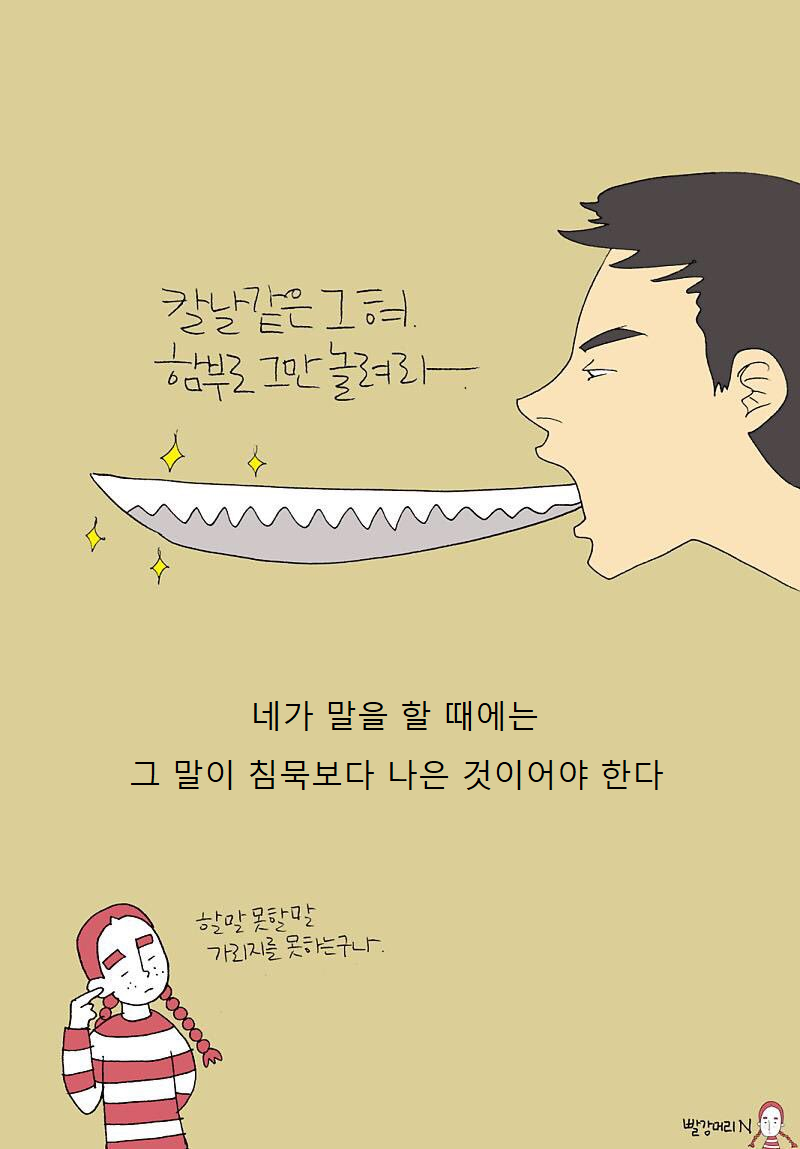 칼날같은 그 혀.
함부로 그만 놀려라—.
네가 말을 할 때에는
그 말이 침묵보다 나은 것이어야 한다
할말 못할말
가리지를 못하는구나.
빨강머리N